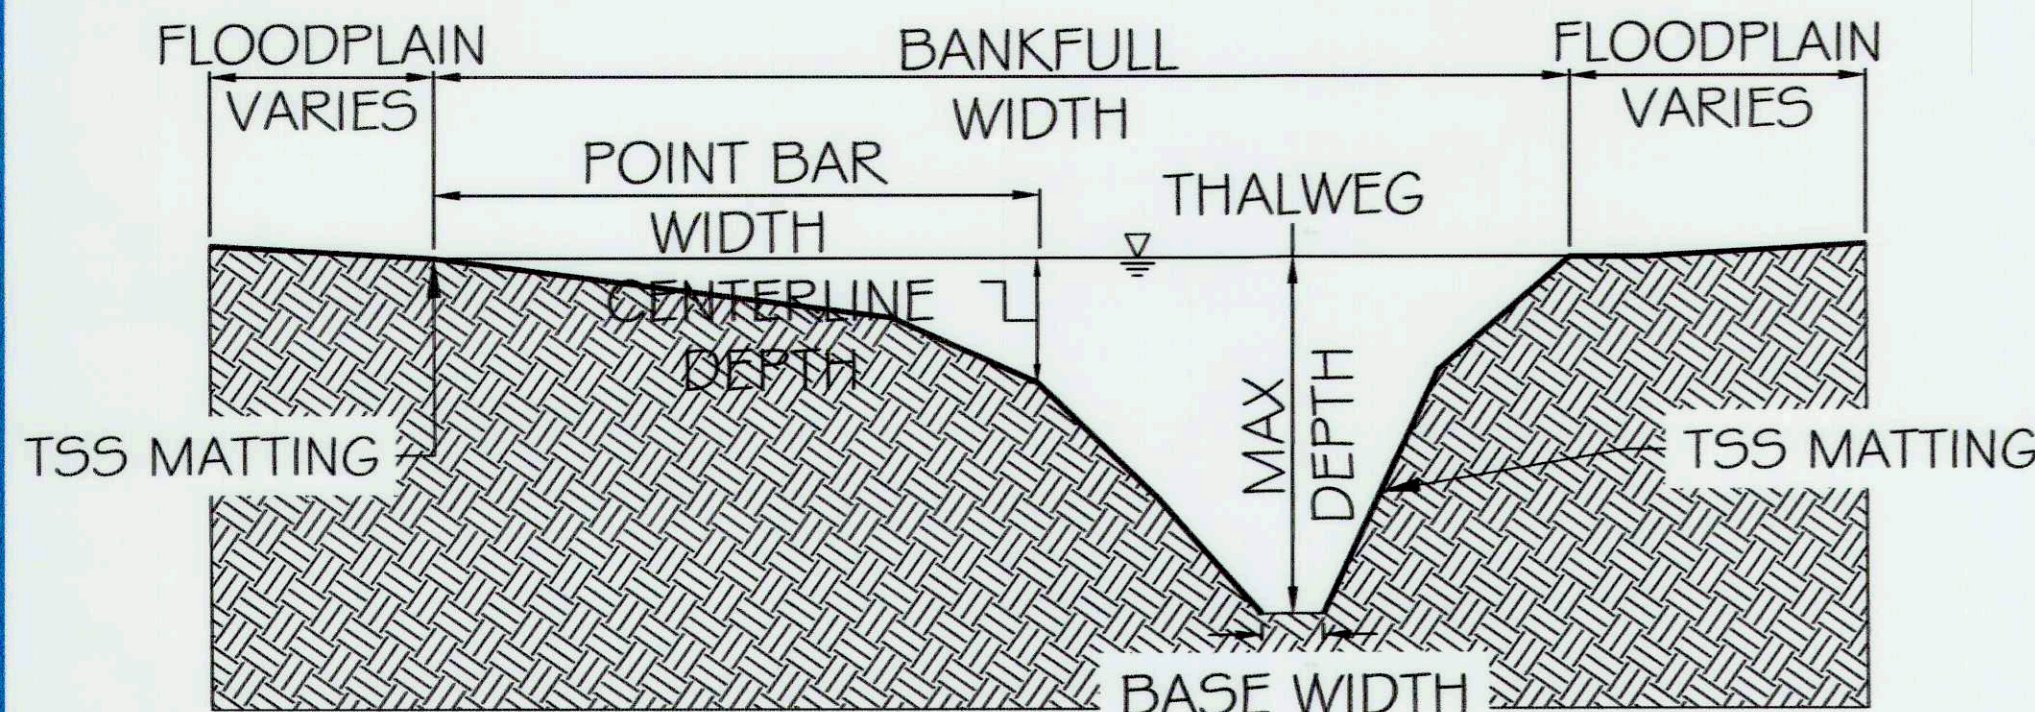 FLOODPLAIN
VARIES
BANKFULL
WIDTH
FLOODPLAIN
VARIES
POINT BAR
WIDTH
THALWEG
CENTERLINE
DEPTH
MAX
DEPTH
TSS MATTING
TSS MATTING
BASE WIDTH